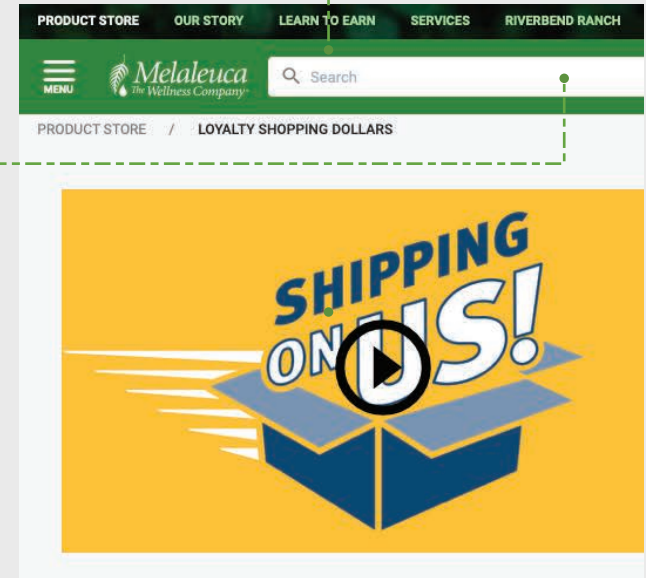 PRODUCT STORE OUR STORY LEARN TO EARN SERVICES RIVERBEND RANCH
MENU
Melaleuca
The Wellness Company
Search
PRODUCT STORE / LOYALTY SHOPPING DOLLARS
SHIPPING
ON US!